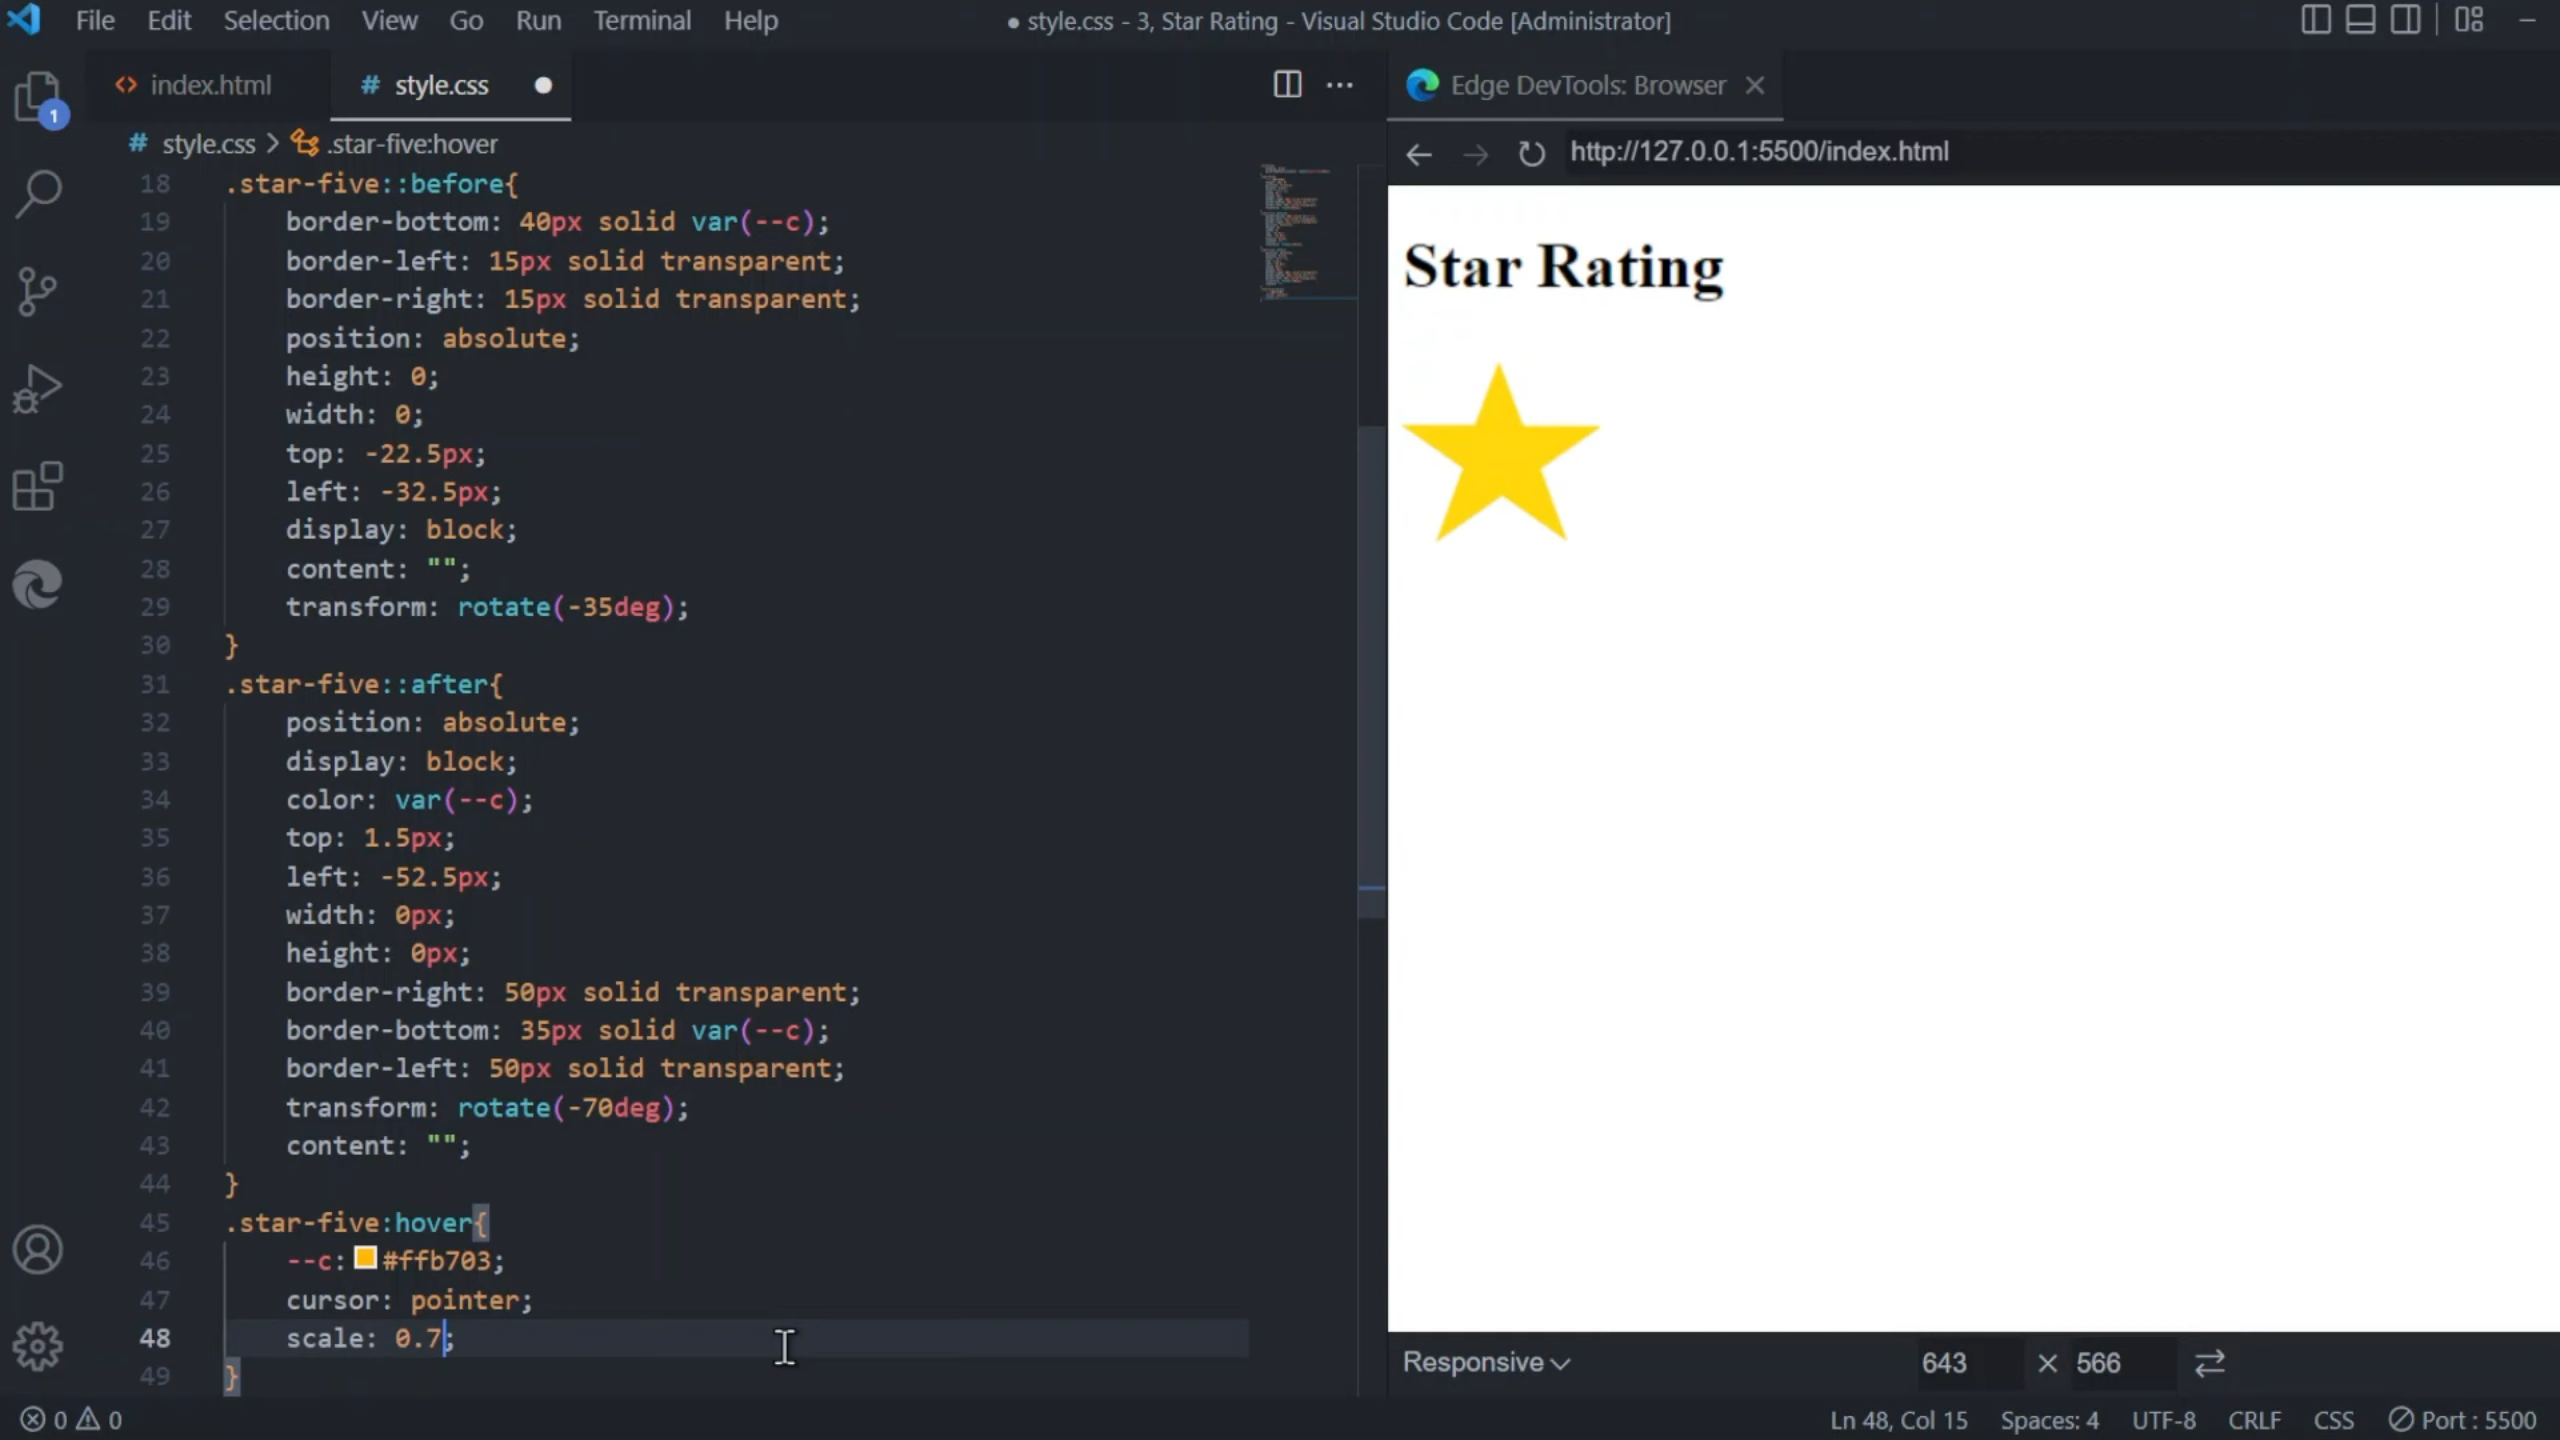 File Edit Selection View Go Run Terminal Help
● style.css - 3, Star Rating - Visual Studio Code [Administrator]
index.html
# style.css
Edge DevTools: Browser
1
# style.css > .star-five:hover
http://127.0.0.1:5500/index.html
18 .star-five::before{
19 border-bottom: 40px solid var(--c);
20 border-left: 15px solid transparent;
21 border-right: 15px solid transparent;
22 position: absolute;
23 height: 0;
24 width: 0;
25 top: -22.5px;
26 left: -32.5px;
27 display: block;
28 content: "";
29 transform: rotate(-35deg);
30 }
31 .star-five::after{
32 position: absolute;
33 display: block;
34 color: var(--c);
35 top: 1.5px;
36 left: -52.5px;
37 width: 0px;
38 height: 0px;
39 border-right: 50px solid transparent;
40 border-bottom: 35px solid var(--c);
41 border-left: 50px solid transparent;
42 transform: rotate(-70deg);
43 content: "";
44 }
45 .star-five:hover{
46 --c:#ffb703;
47 cursor: pointer;
48 scale: 0.7;
49 }
Star Rating
Responsive
643 × 566
0 0
Ln 48, Col 15 Spaces: 4 UTF-8 CRLF CSS Port : 5500